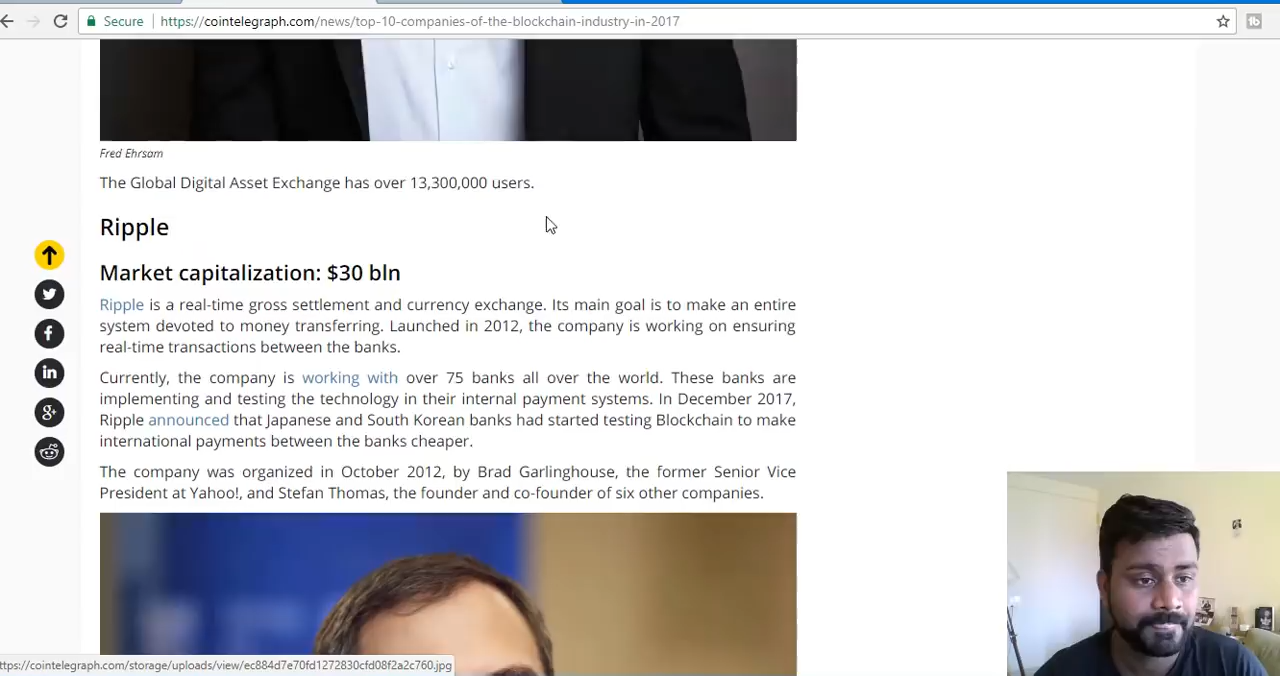 Secure
https://cointelegraph.com/news/top-10-companies-of-the-blockchain-industry-in-2017
Fred Ehrsam
The Global Digital Asset Exchange has over 13,300,000 users.
Ripple
Market capitalization: $30 bln
Ripple is a real-time gross settlement and currency exchange. Its main goal is to make an entire
system devoted to money transferring. Launched in 2012, the company is working on ensuring
real-time transactions between the banks.
Currently, the company is working with over 75 banks all over the world. These banks are
implementing and testing the technology in their internal payment systems. In December 2017,
Ripple announced that Japanese and South Korean banks had started testing Blockchain to make
international payments between the banks cheaper.
The company was organized in October 2012, by Brad Garlinghouse, the former Senior Vice
President at Yahoo!, and Stefan Thomas, the founder and co-founder of six other companies.
ttps://cointelegraph.com/storage/uploads/view/ec884d7e70fd1272830cfd08f2a2c760.jpg